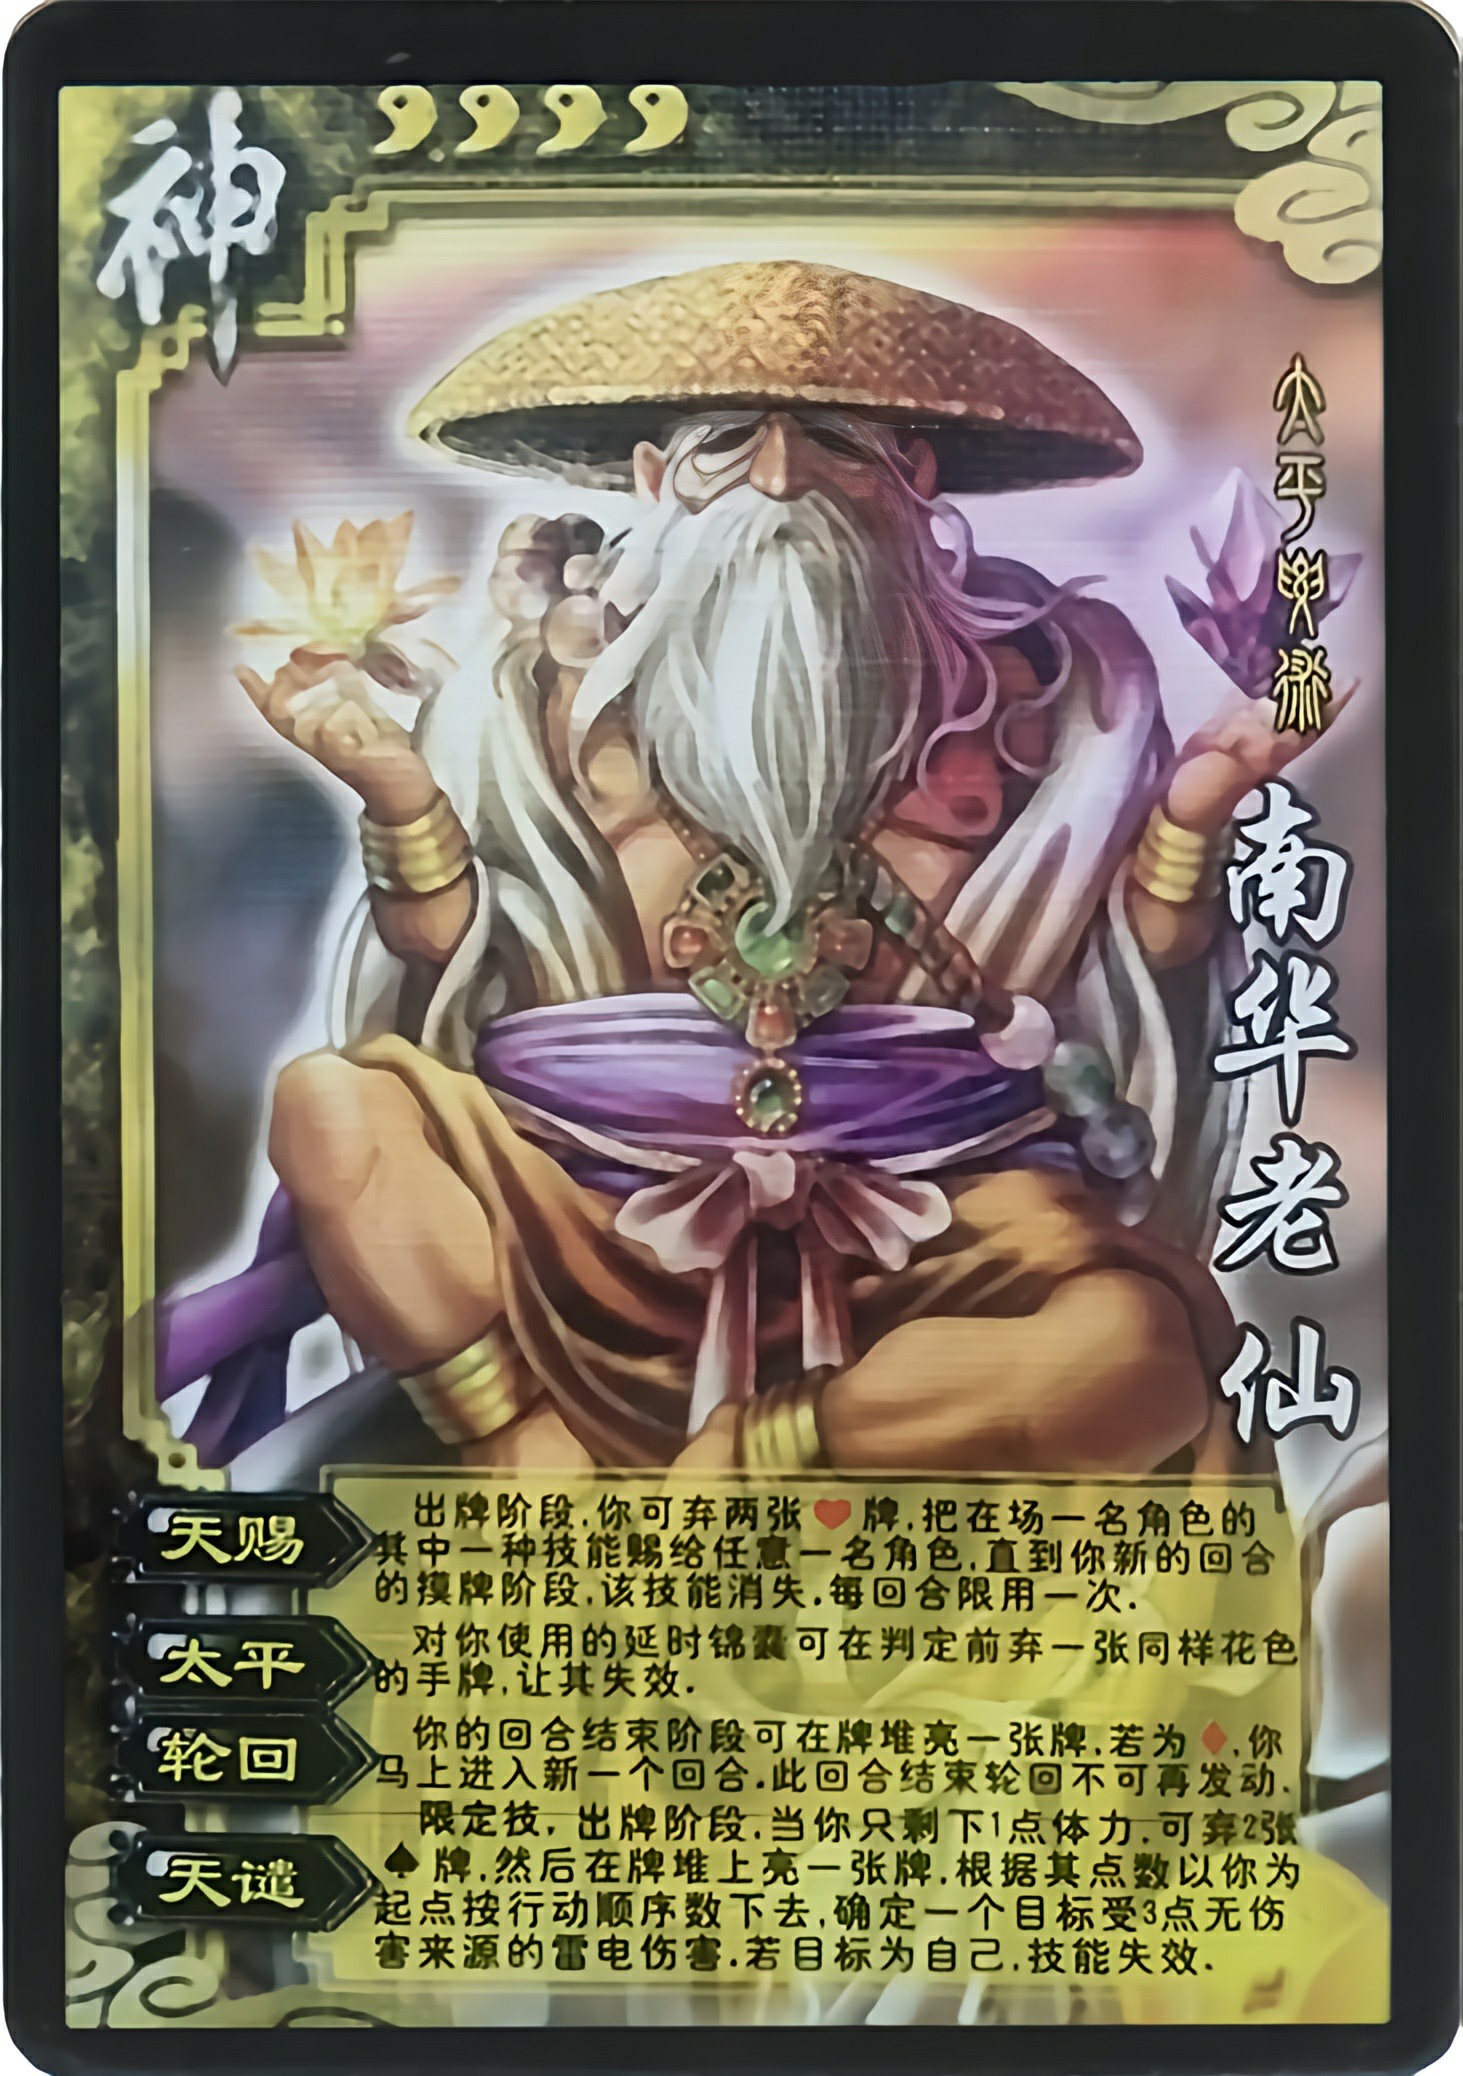 神
太平要术
南华老仙
天赐
出牌阶段,你可弃两张♥牌,把在场一名角色的
其中一种技能赐给任意一名角色,直到你新的回合
的摸牌阶段,该技能消失.每回合限用一次.
太平
对你使用的延时锦囊可在判定前弃一张同样花色
的手牌,让其失效.
轮回
你的回合结束阶段可在牌堆亮一张牌,若为♦,你
马上进入新一个回合.此回合结束轮回不可再发动.
天谴
限定技,出牌阶段,当你只剩下1点体力,可弃2张
♠牌,然后在牌堆上亮一张牌,根据其点数以你为
起点按行动顺序数下去,确定一个目标受3点无伤
害来源的雷电伤害.若目标为自己,技能失效.